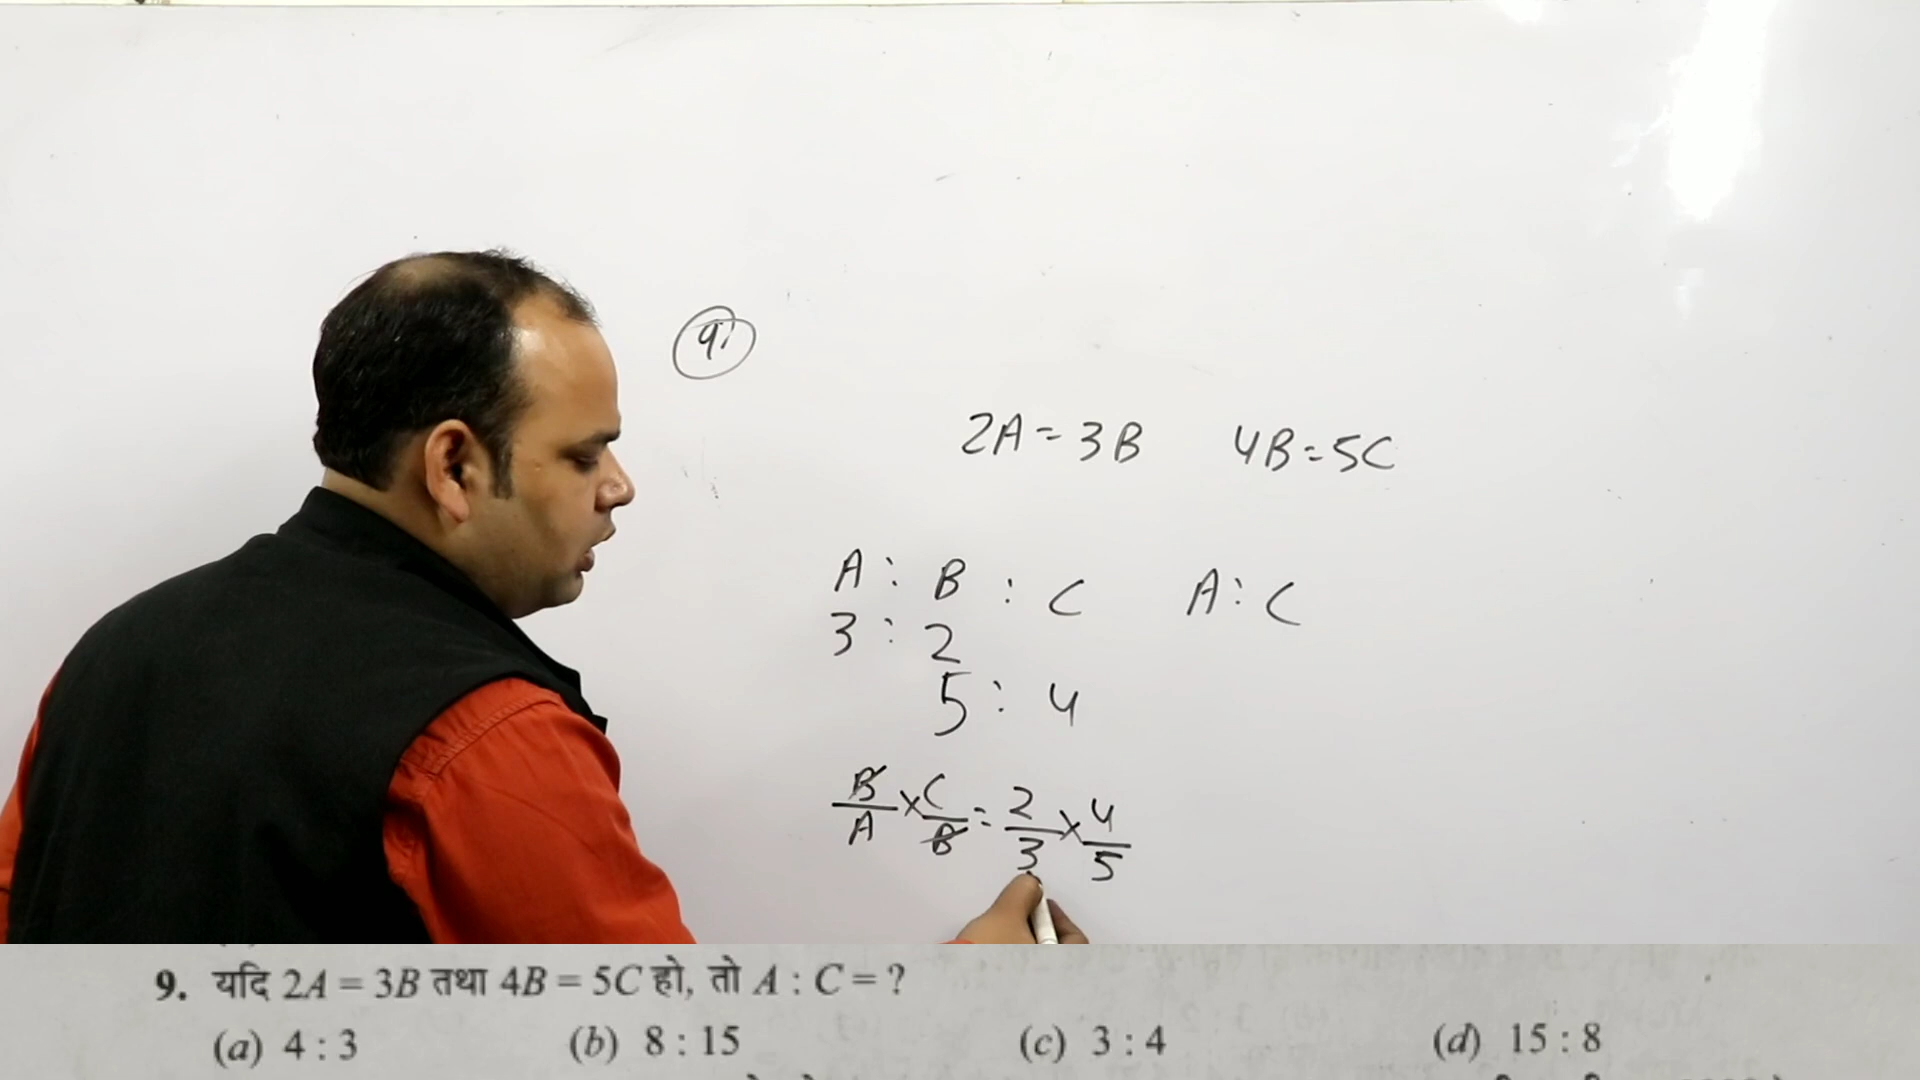 9.
2A = 3B 4B = 5C
A : B : C A : C
3 : 2
5 : 4
B/A × C/B = 2/3 × 4/5
9. यदि 2A = 3B तथा 4B = 5C हो, तो A : C = ?
(a) 4 : 3 (b) 8 : 15 (c) 3 : 4 (d) 15 : 8